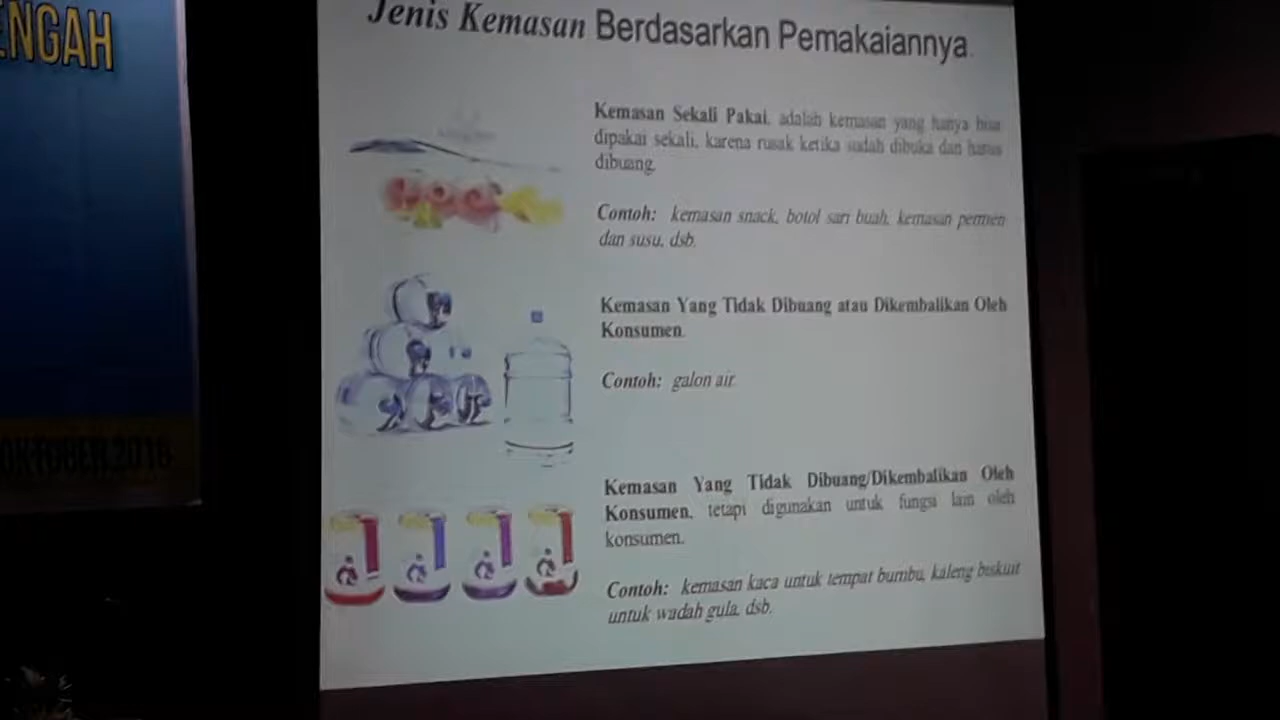 ENGAH
OKTOBER 2016
Jenis Kemasan Berdasarkan Pemakaiannya.
Kemasan Sekali Pakai, adalah kemasan yang hanya bisa
dipakai sekali, karena rusak ketika sudah dibuka dan harus
dibuang.
Contoh: kemasan snack, botol sari buah, kemasan permen
dan susu, dsb.
Kemasan Yang Tidak Dibuang atau Dikembalikan Oleh
Konsumen.
Contoh: galon air.
Kemasan Yang Tidak Dibuang/Dikembalikan Oleh
Konsumen, tetapi digunakan untuk fungsi lain oleh
konsumen.
Contoh: kemasan kaca untuk tempat bumbu, kaleng biskuit
untuk wadah gula, dsb.